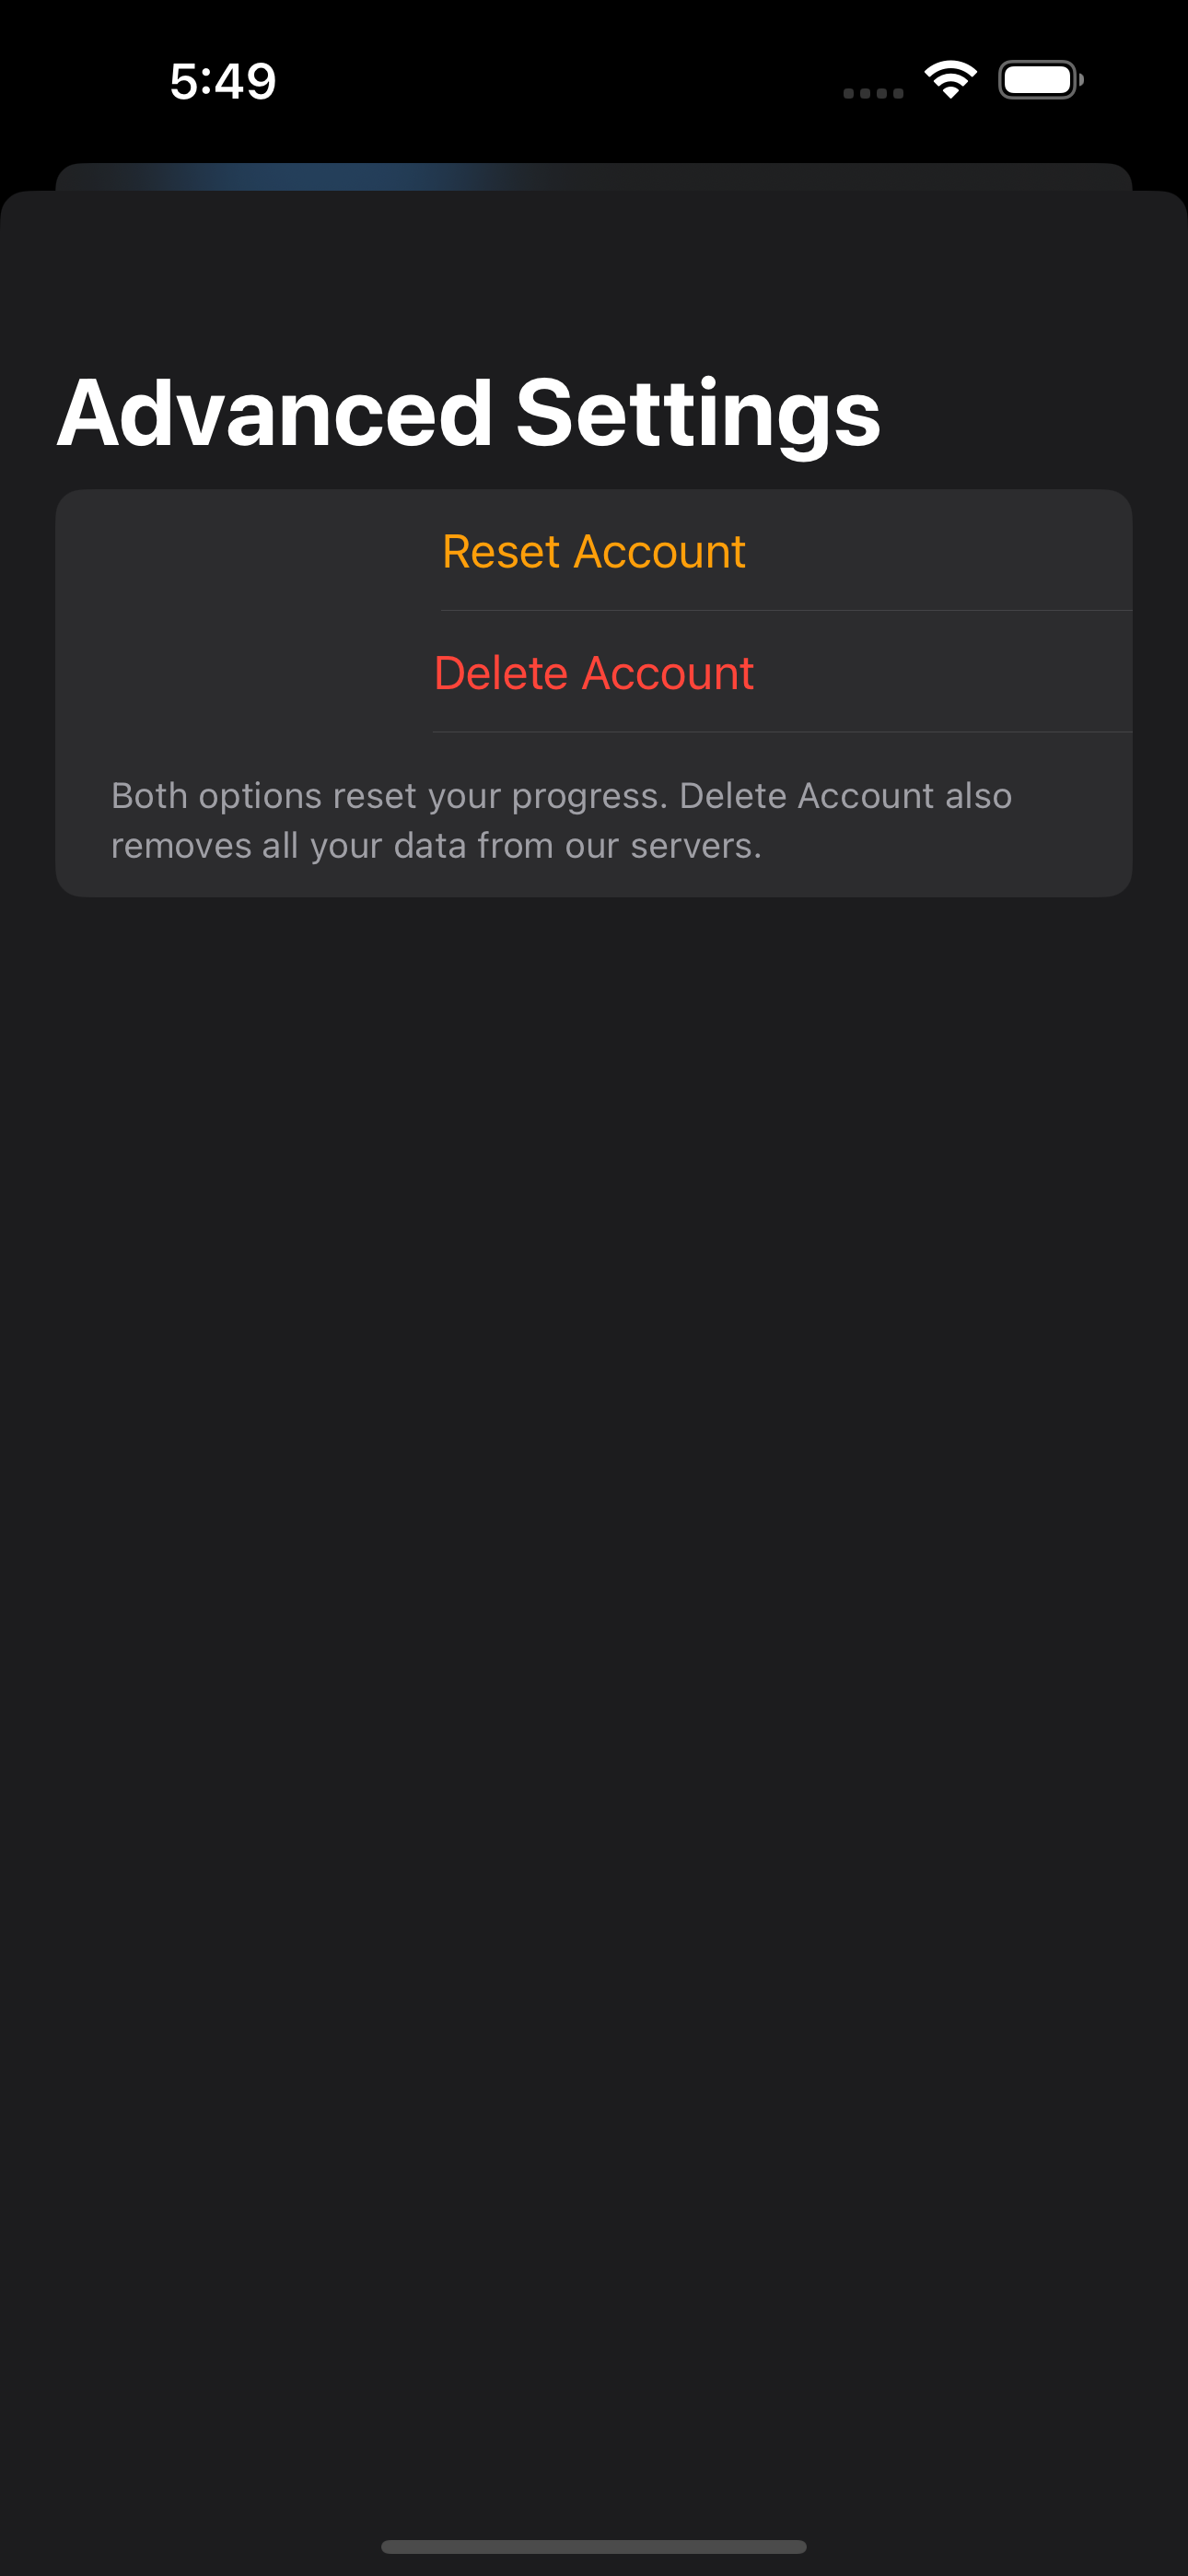 5:49
Advanced Settings
Reset Account
Delete Account
Both options reset your progress. Delete Account also
removes all your data from our servers.